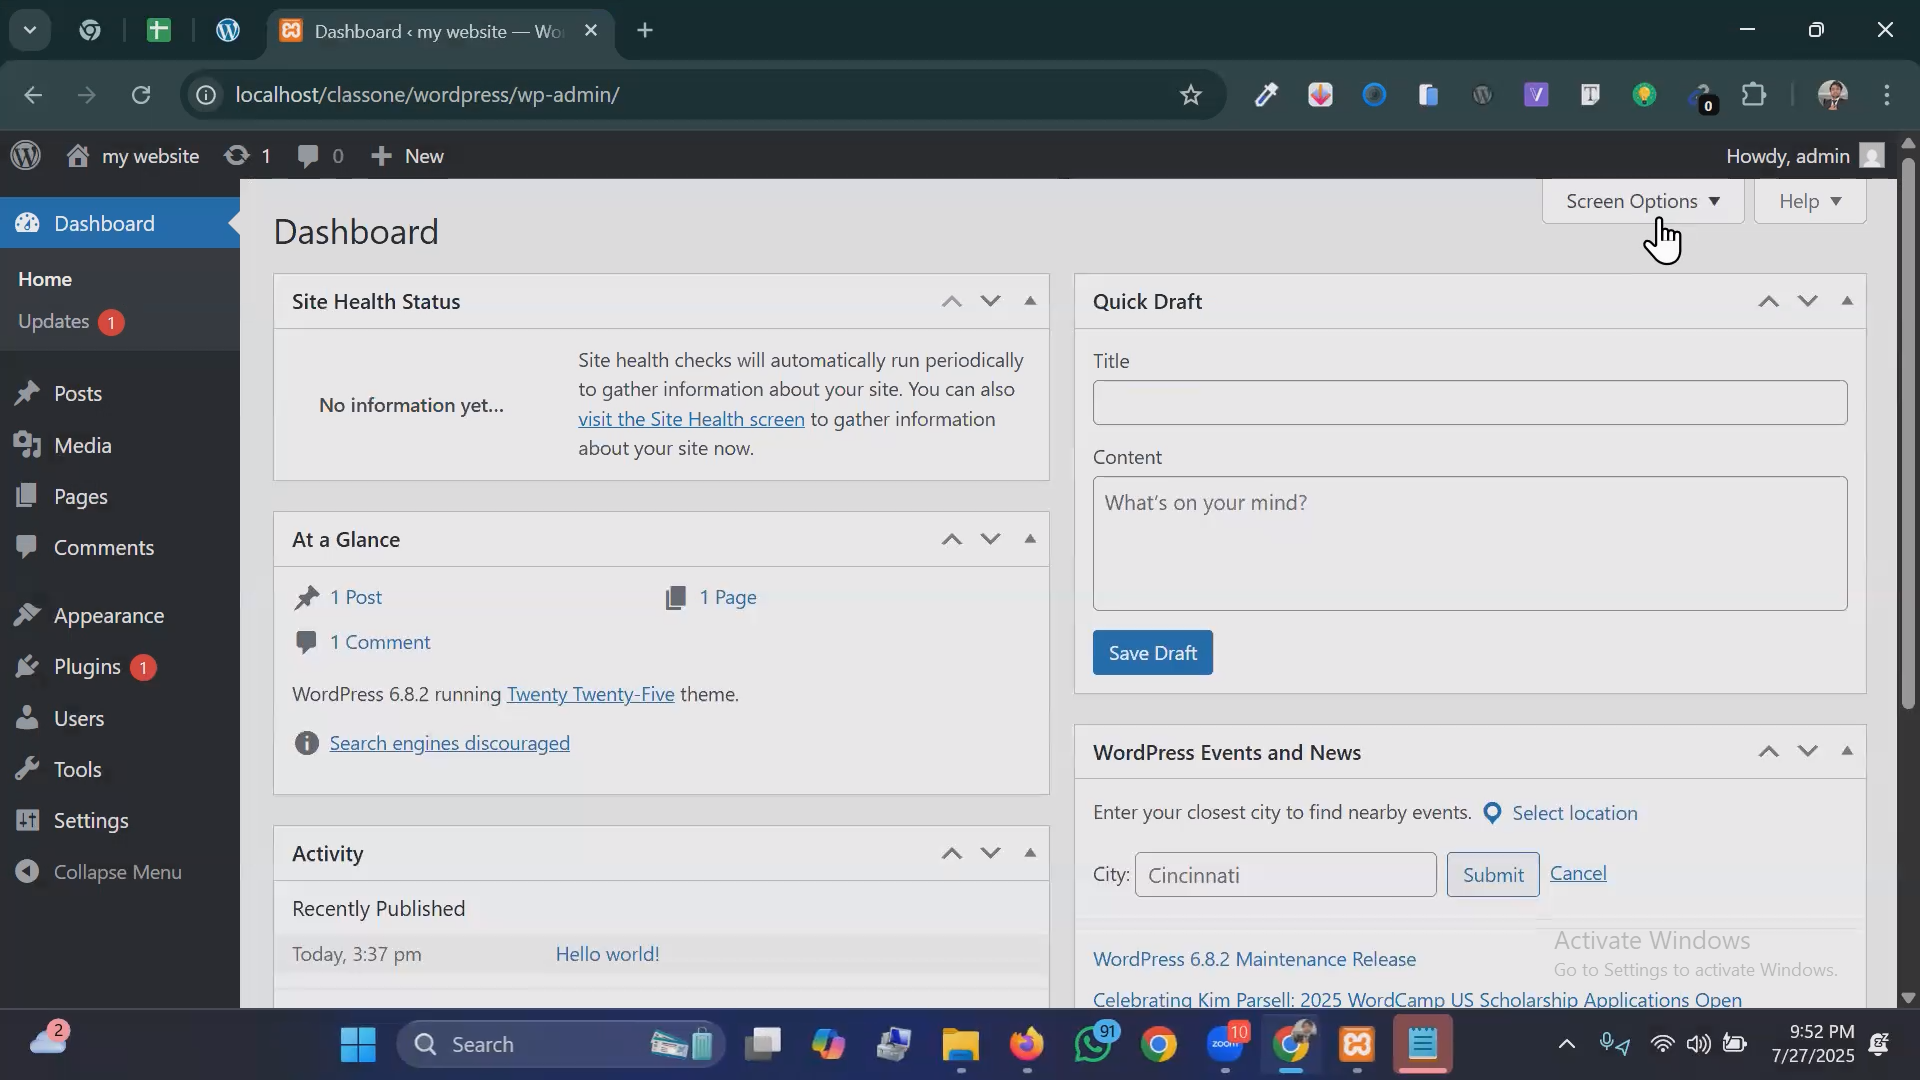 Dashboard ‹ my website — Wo
localhost/classone/wordpress/wp-admin/
0
my website
1
0
New
Howdy, admin
Dashboard
Home
Updates 1
Posts
Media
Pages
Comments
Appearance
Plugins 1
Users
Tools
Settings
Collapse Menu
Screen Options
Help
Dashboard
Site Health Status
No information yet...
Site health checks will automatically run periodically
to gather information about your site. You can also
visit the Site Health screen to gather information
about your site now.
At a Glance
1 Post
1 Page
1 Comment
WordPress 6.8.2 running Twenty Twenty-Five theme.
Search engines discouraged
Activity
Recently Published
Today, 3:37 pm
Hello world!
Quick Draft
Title
Content
What's on your mind?
Save Draft
WordPress Events and News
Enter your closest city to find nearby events.
Select location
City:
Cincinnati
Submit
Cancel
WordPress 6.8.2 Maintenance Release
Celebrating Kim Parsell: 2025 WordCamp US Scholarship Applications Open
Activate Windows
Go to Settings to activate Windows.
2
Search
91
zoom
10
9:52 PM
7/27/2025